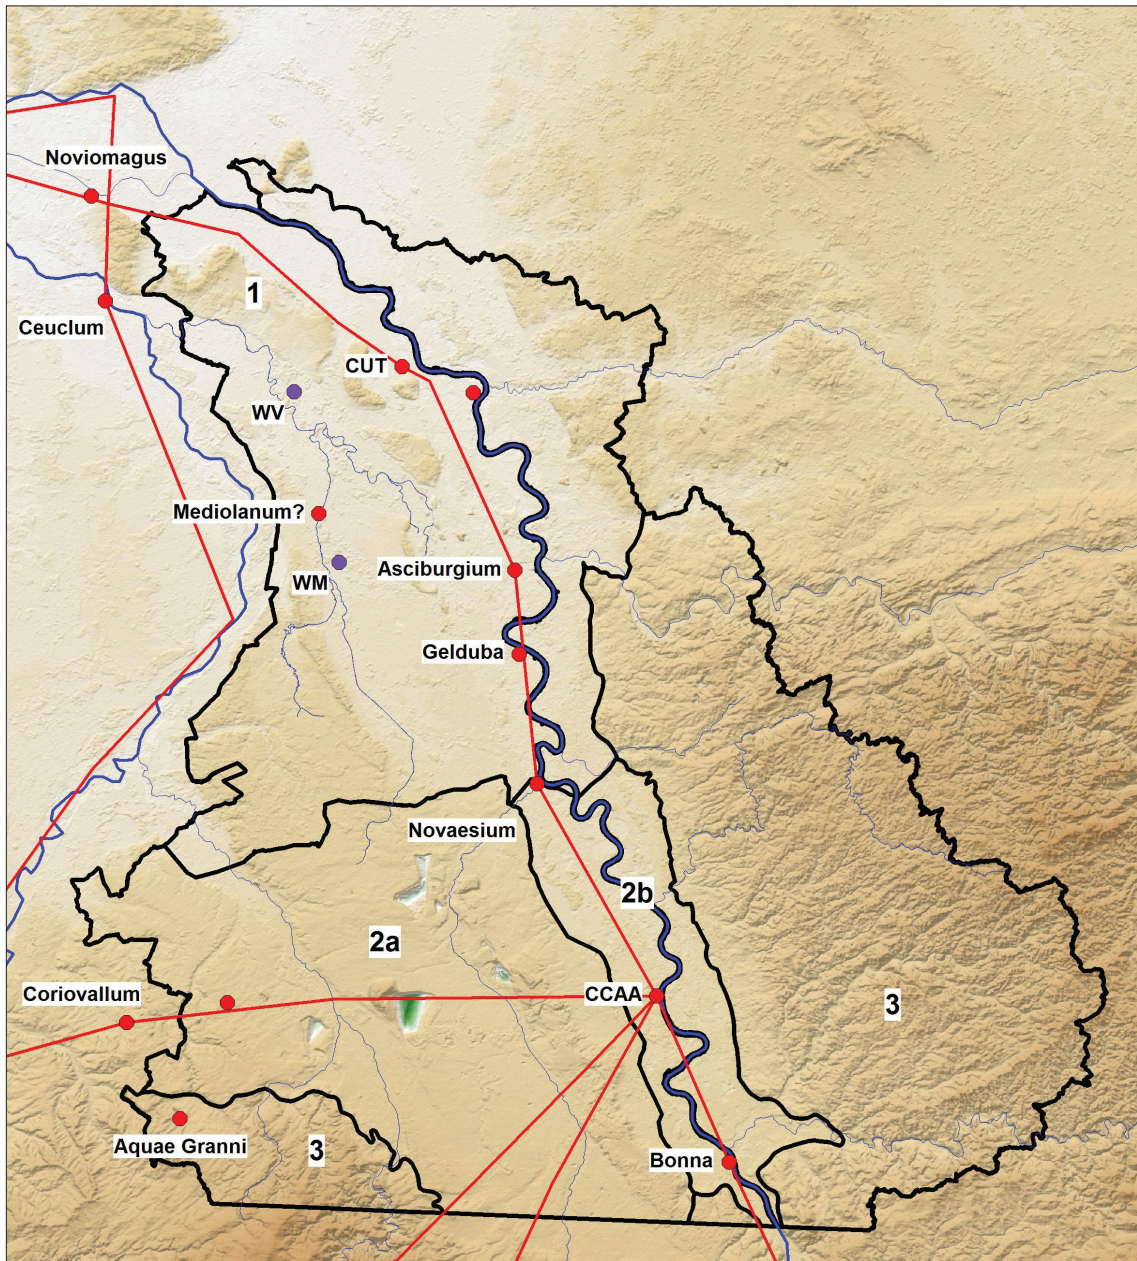 Noviomagus
1
Ceuclum
CUT
WV
Mediolanum?
Asciburgium
WM
Gelduba
Novaesium
2b
2a
Coriovallum
CCAA
3
Aquae Granni
3
Bonna